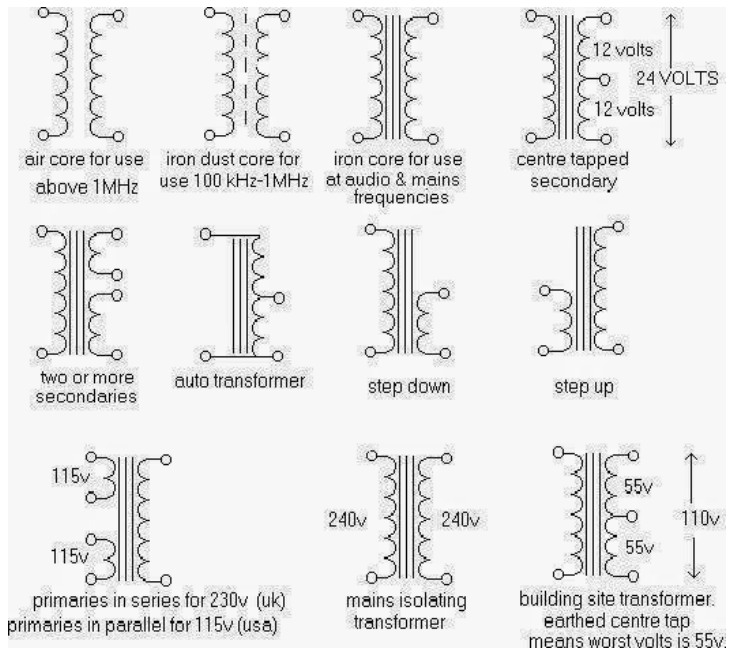 12 volts
24 VOLTS
12 volts
air core for use
above 1MHz
iron dust core for
use 100 kHz-1MHz
iron core for use
at audio & mains
frequencies
centre tapped
secondary
two or more
secondaries
auto transformer
step down
step up
115v
115v
primaries in series for 230v (uk)
primaries in parallel for 115v (usa)
240v
240v
mains isolating
transformer
55v
110v
55v
building site transformer.
earthed centre tap
means worst volts is 55v.